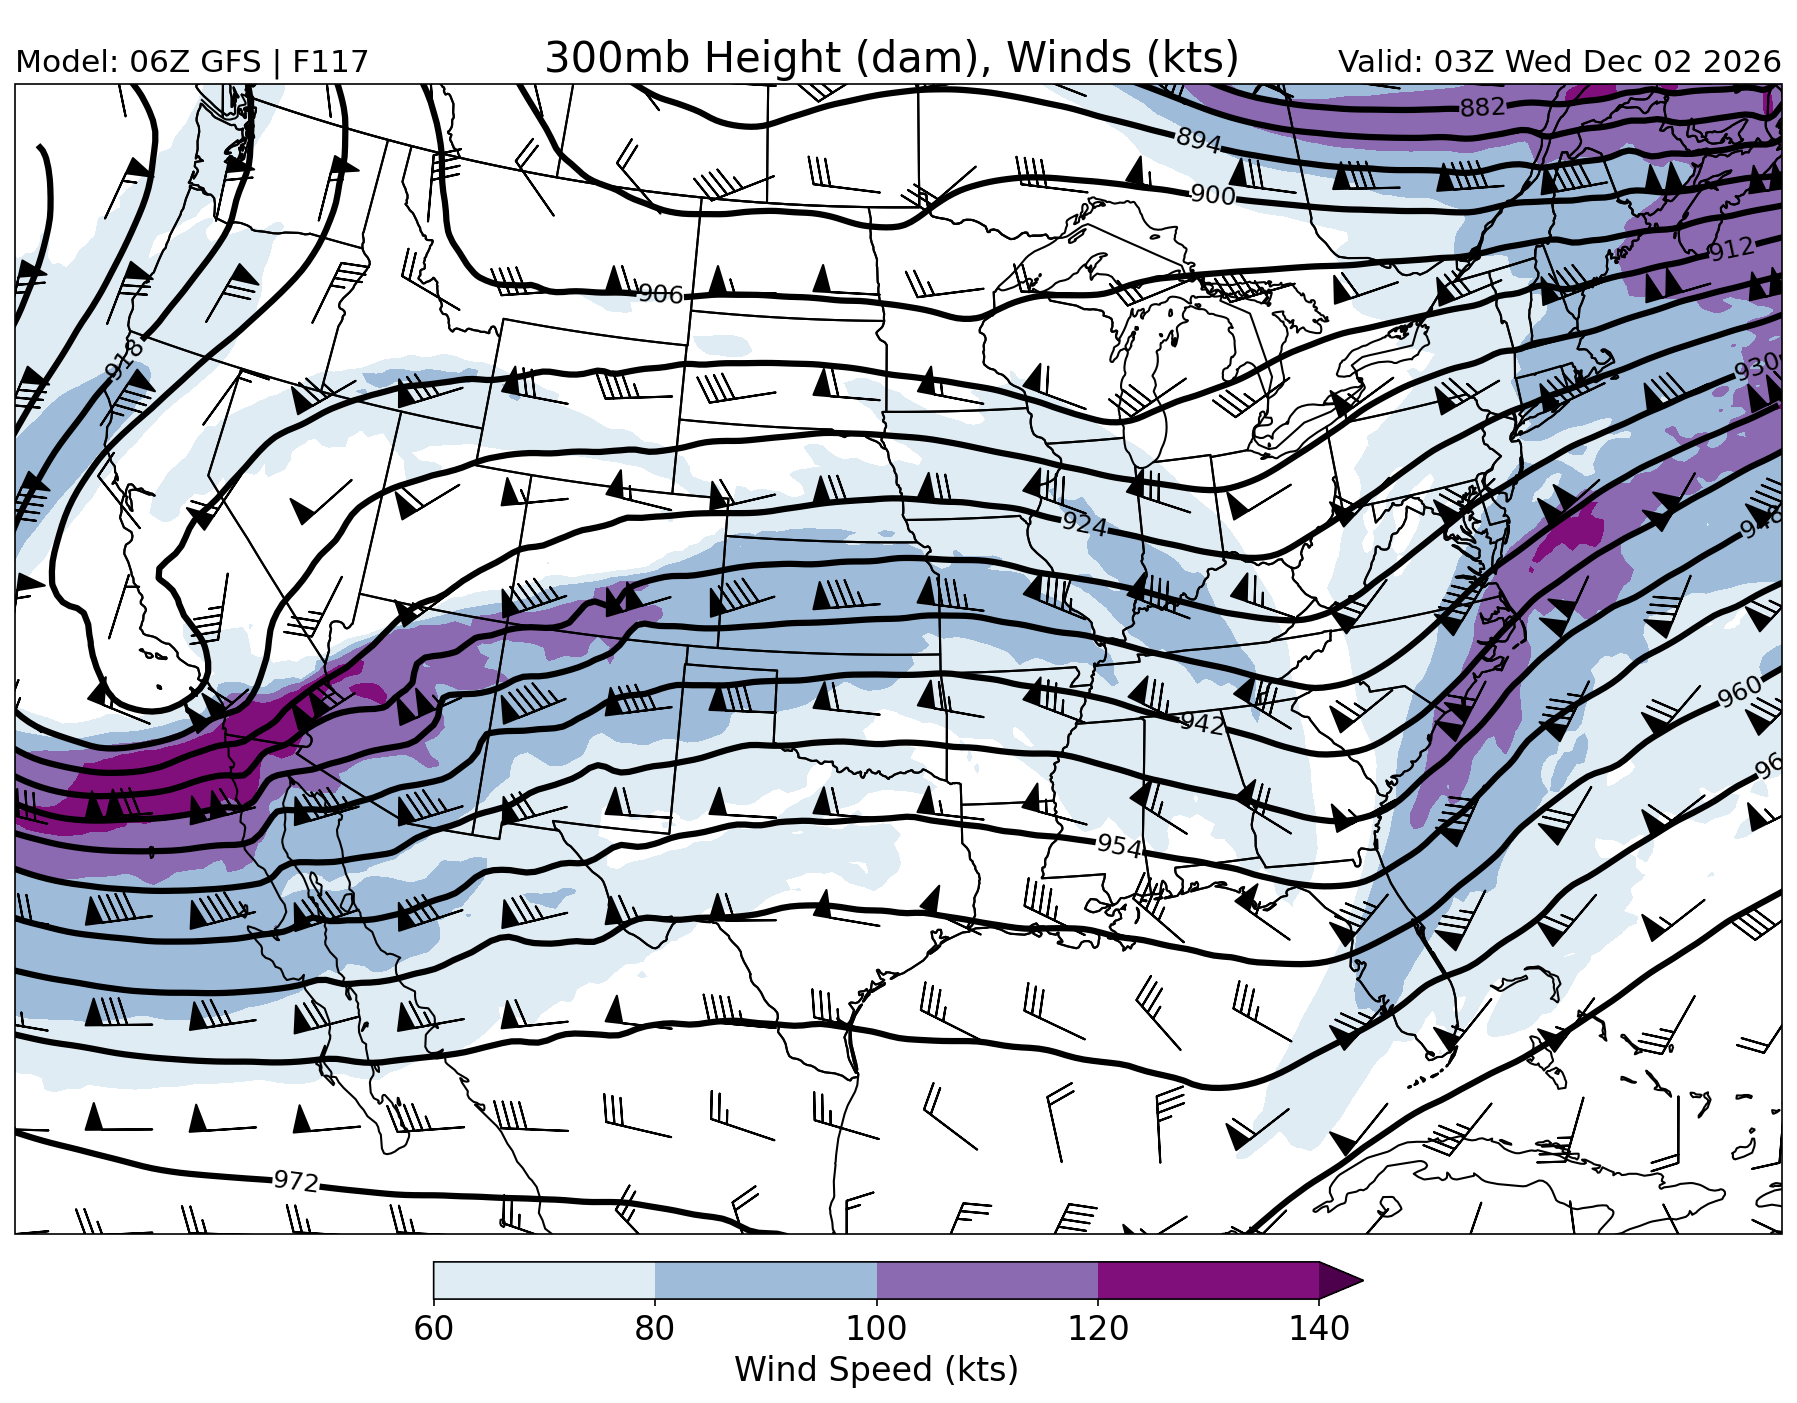 Model: 06Z GFS | F117
300mb Height (dam), Winds (kts)
Valid: 03Z Wed Dec 02 2026
882
894
900
912
906
918
930
924
948
942
960
96
954
972
60 80 100 120 140
Wind Speed (kts)